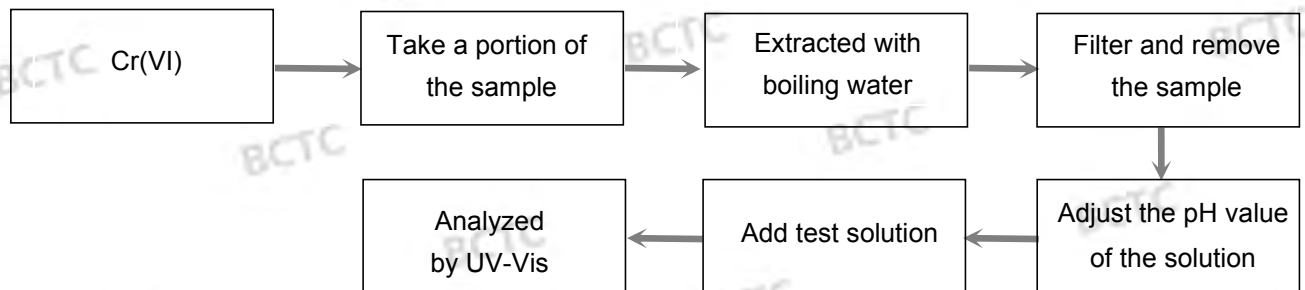 Cr(VI)
Take a portion of
the sample
Extracted with
boiling water
Filter and remove
the sample
Adjust the pH value
of the solution
Add test solution
Analyzed
by UV-Vis
BCTC
BCTC
BCTC
BCTC
BCTC
BCTC
BCTC